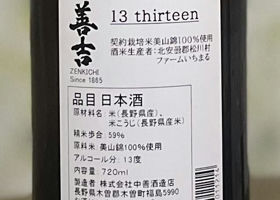 善吉
ZENKICHI
Since 1865
13 thirteen
契約栽培米美山錦100%使用
酒米生産者:北安曇郡松川村
ファームいちまる
品目 日本酒
原材料名:米(長野県産)、
米こうじ(長野県産米)
精米歩合:59%
原料米 美山錦100%使用
アルコール分:13度
内容量:720ml
製造者 株式会社中善酒造店
長野県木曽郡木曽町福島5990